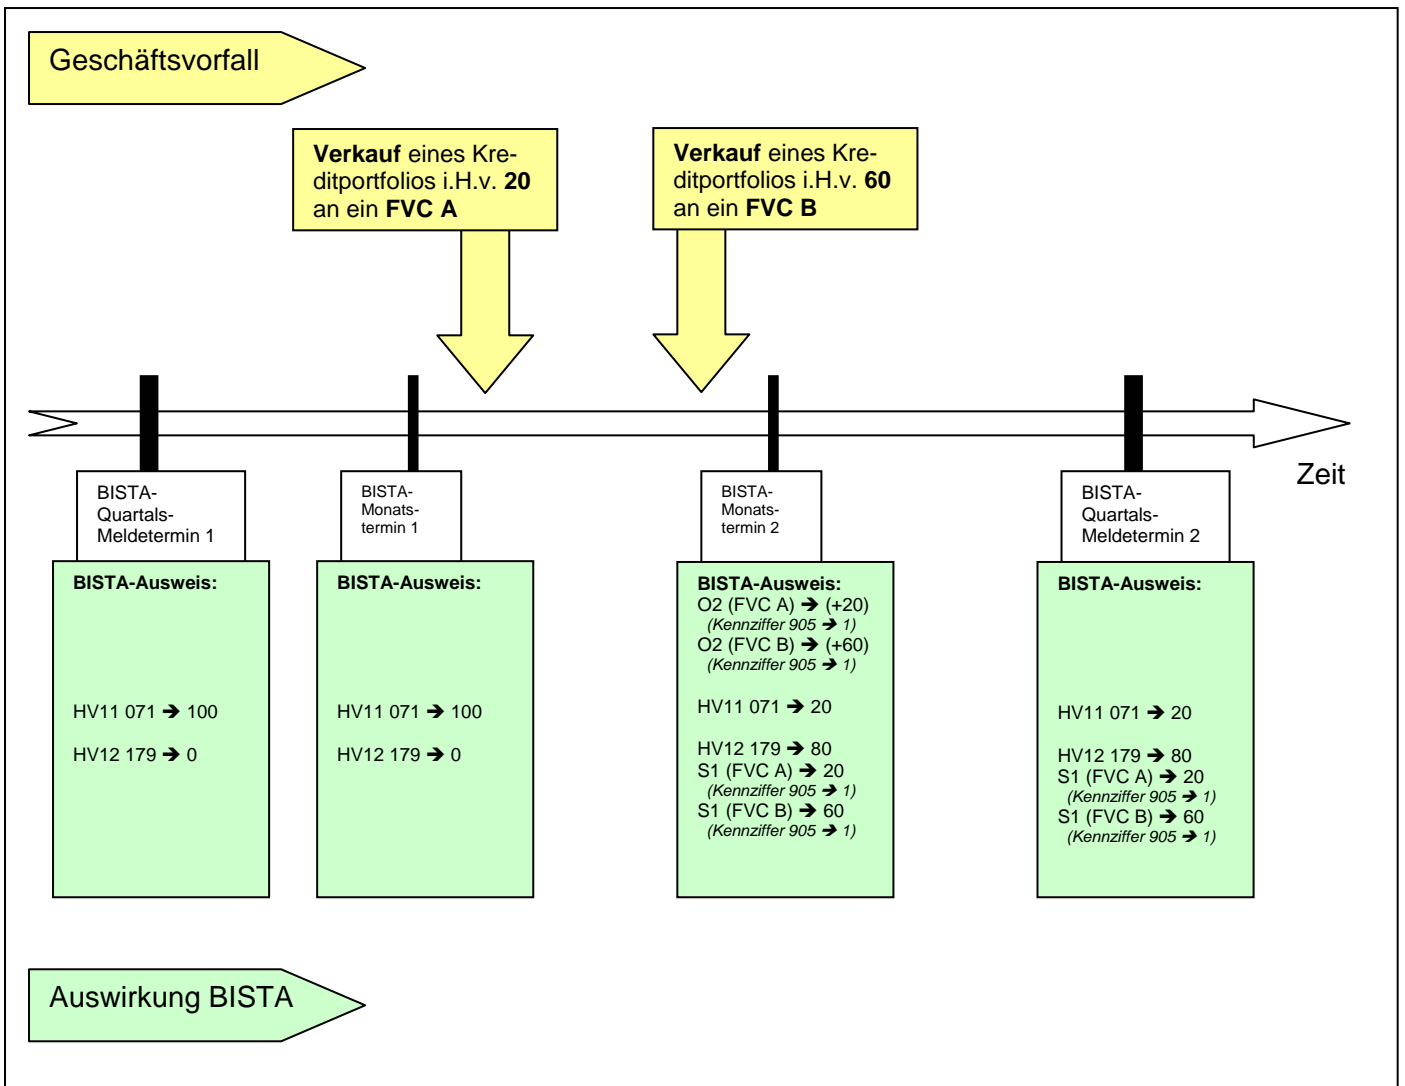 Geschäftsvorfall
Verkauf eines Kre-
ditportfolios i.H.v. 20
an ein FVC A
Verkauf eines Kre-
ditportfolios i.H.v. 60
an ein FVC B
Zeit
BISTA-
Quartals-
Meldetermin 1
BISTA-
Monats-
termin 1
BISTA-
Monats-
termin 2
BISTA-
Quartals-
Meldetermin 2
BISTA-Ausweis:
HV11 071 ➔ 100
HV12 179 ➔ 0
BISTA-Ausweis:
HV11 071 ➔ 100
HV12 179 ➔ 0
BISTA-Ausweis:
O2 (FVC A) ➔ (+20)
(Kennziffer 905 ➔ 1)
O2 (FVC B) ➔ (+60)
(Kennziffer 905 ➔ 1)
HV11 071 ➔ 20
HV12 179 ➔ 80
S1 (FVC A) ➔ 20
(Kennziffer 905 ➔ 1)
S1 (FVC B) ➔ 60
(Kennziffer 905 ➔ 1)
BISTA-Ausweis:
HV11 071 ➔ 20
HV12 179 ➔ 80
S1 (FVC A) ➔ 20
(Kennziffer 905 ➔ 1)
S1 (FVC B) ➔ 60
(Kennziffer 905 ➔ 1)
Auswirkung BISTA